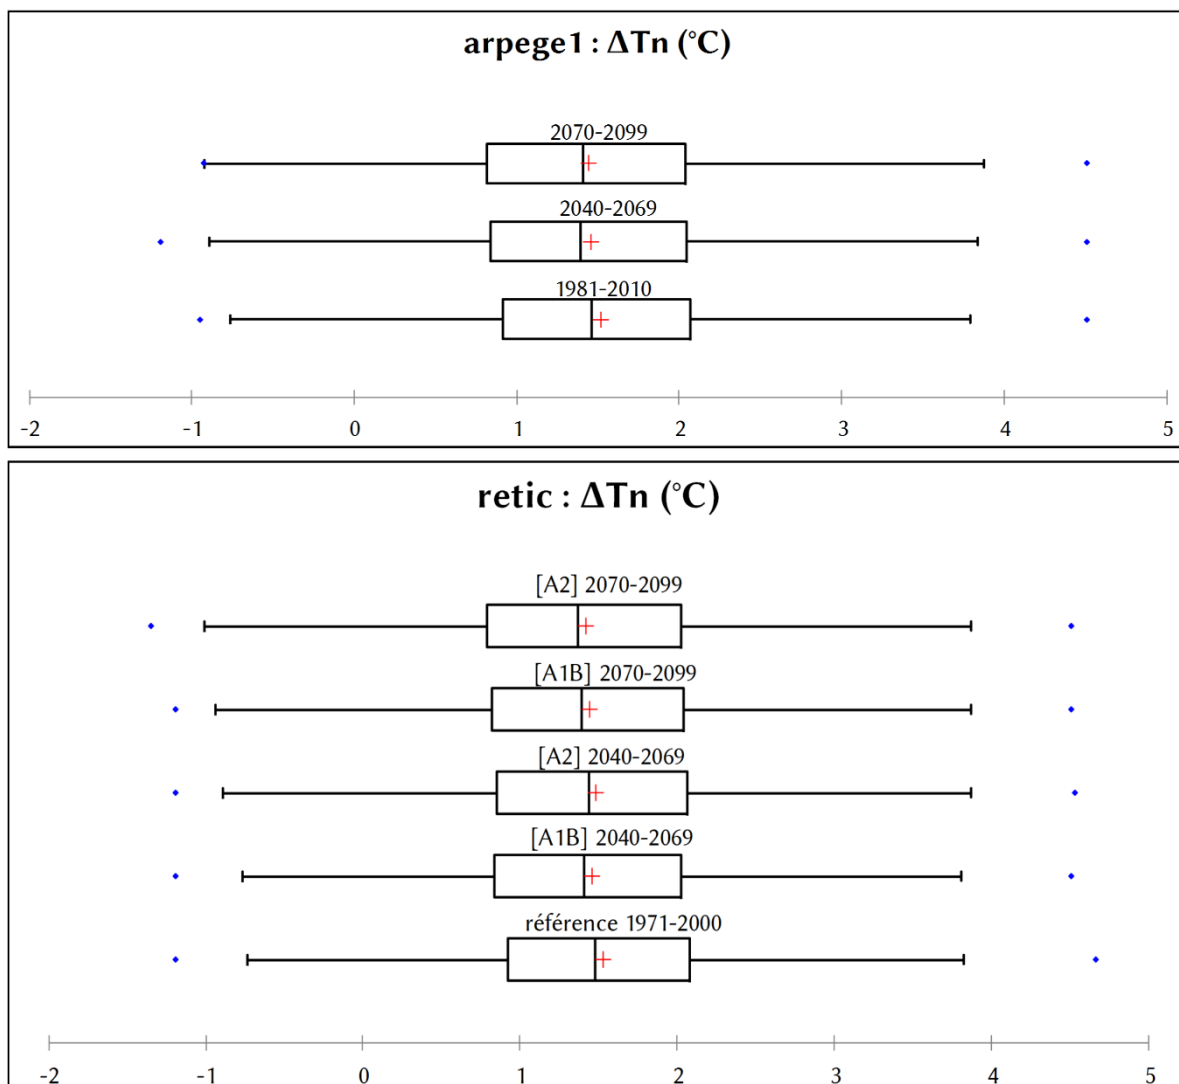 arpege1 : ΔTn (°C)
2070-2099
2040-2069
1981-2010
-2 -1 0 1 2 3 4 5
retic : ΔTn (°C)
[A2] 2070-2099
[A1B] 2070-2099
[A2] 2040-2069
[A1B] 2040-2069
référence 1971-2000
-2 -1 0 1 2 3 4 5